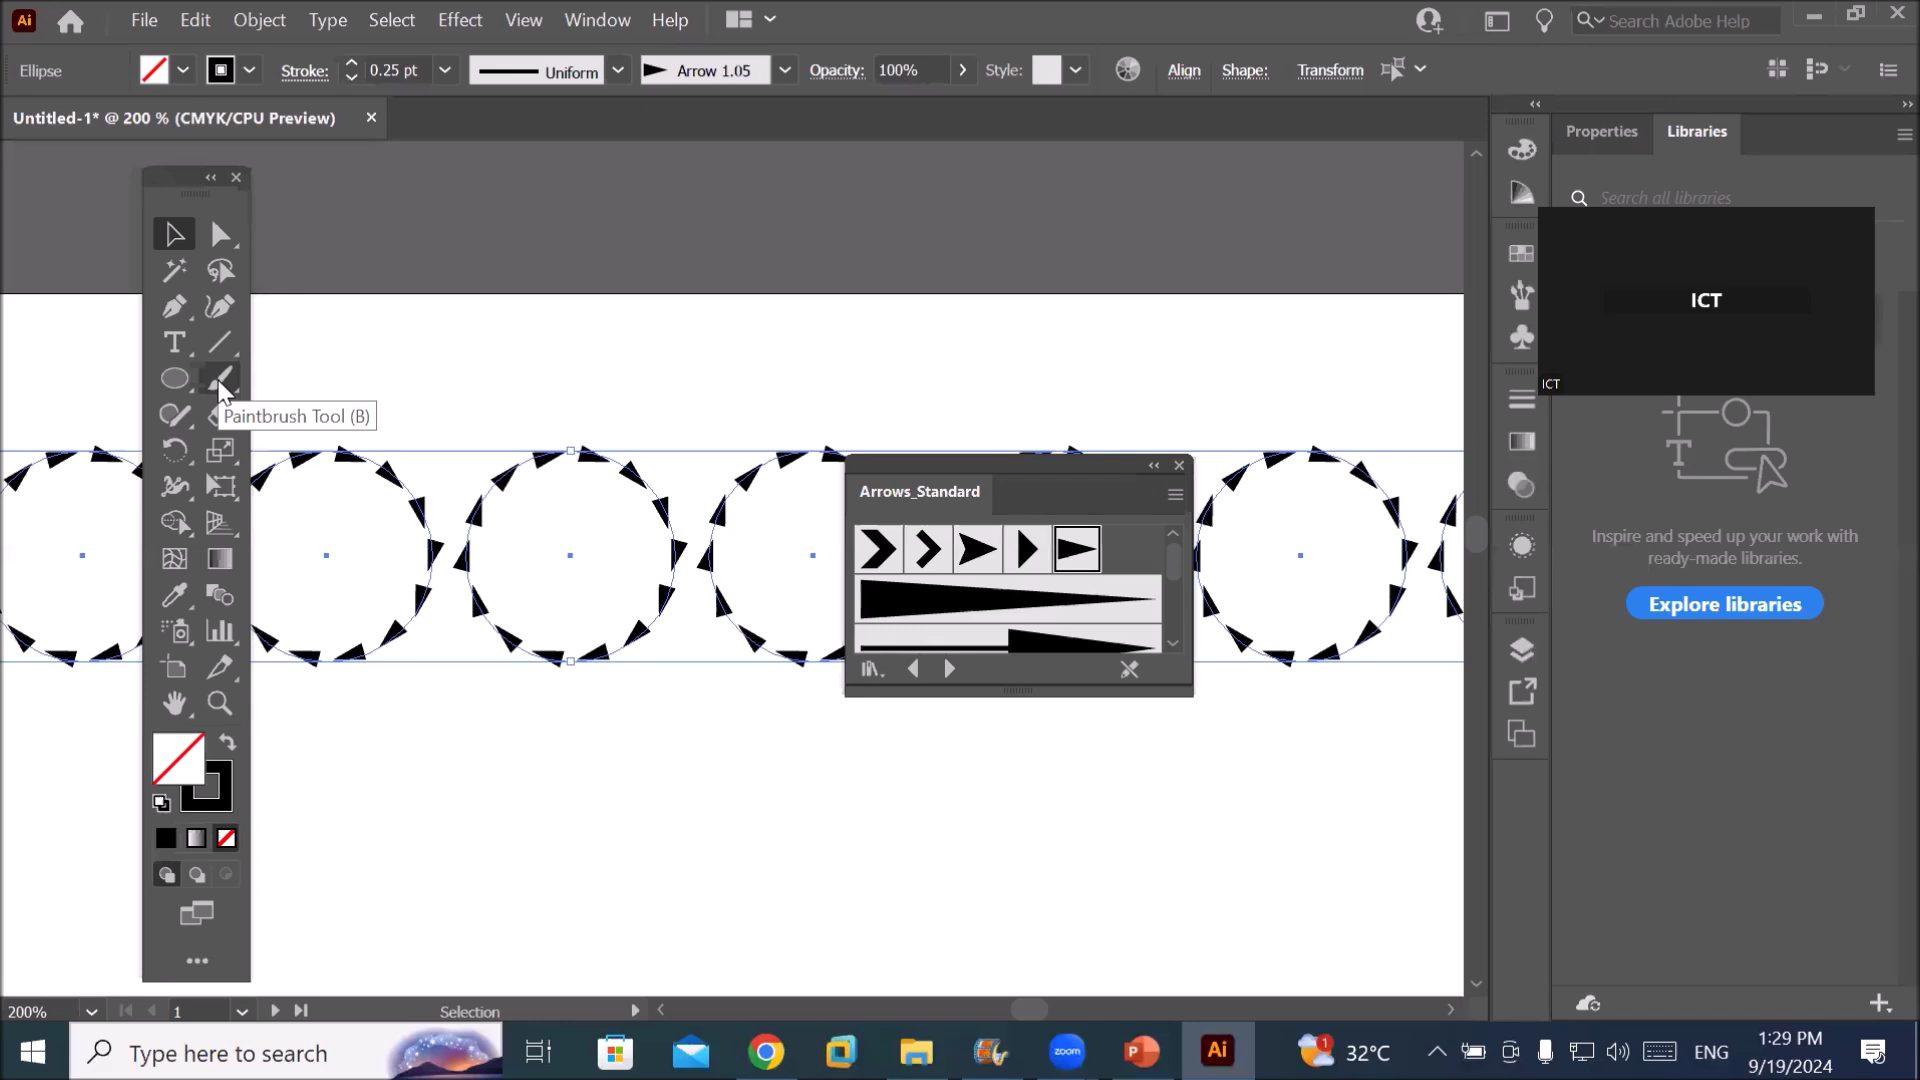 Ai File Edit Object Type Select Effect View Window Help Search Adobe Help
Ellipse Stroke: 0.25 pt Uniform Arrow 1.05 Opacity: 100% Style: Align Shape: Transform
Untitled-1* @ 200 % (CMYK/CPU Preview)
Properties Libraries
Search all libraries
ICT
ICT
T
Paintbrush Tool (B)
Arrows_Standard
Inspire and speed up your work with
ready-made libraries.
Explore libraries
200% 1 Selection
Type here to search
zoom
P
Ai
1
32°C
ENG
1:29 PM
9/19/2024